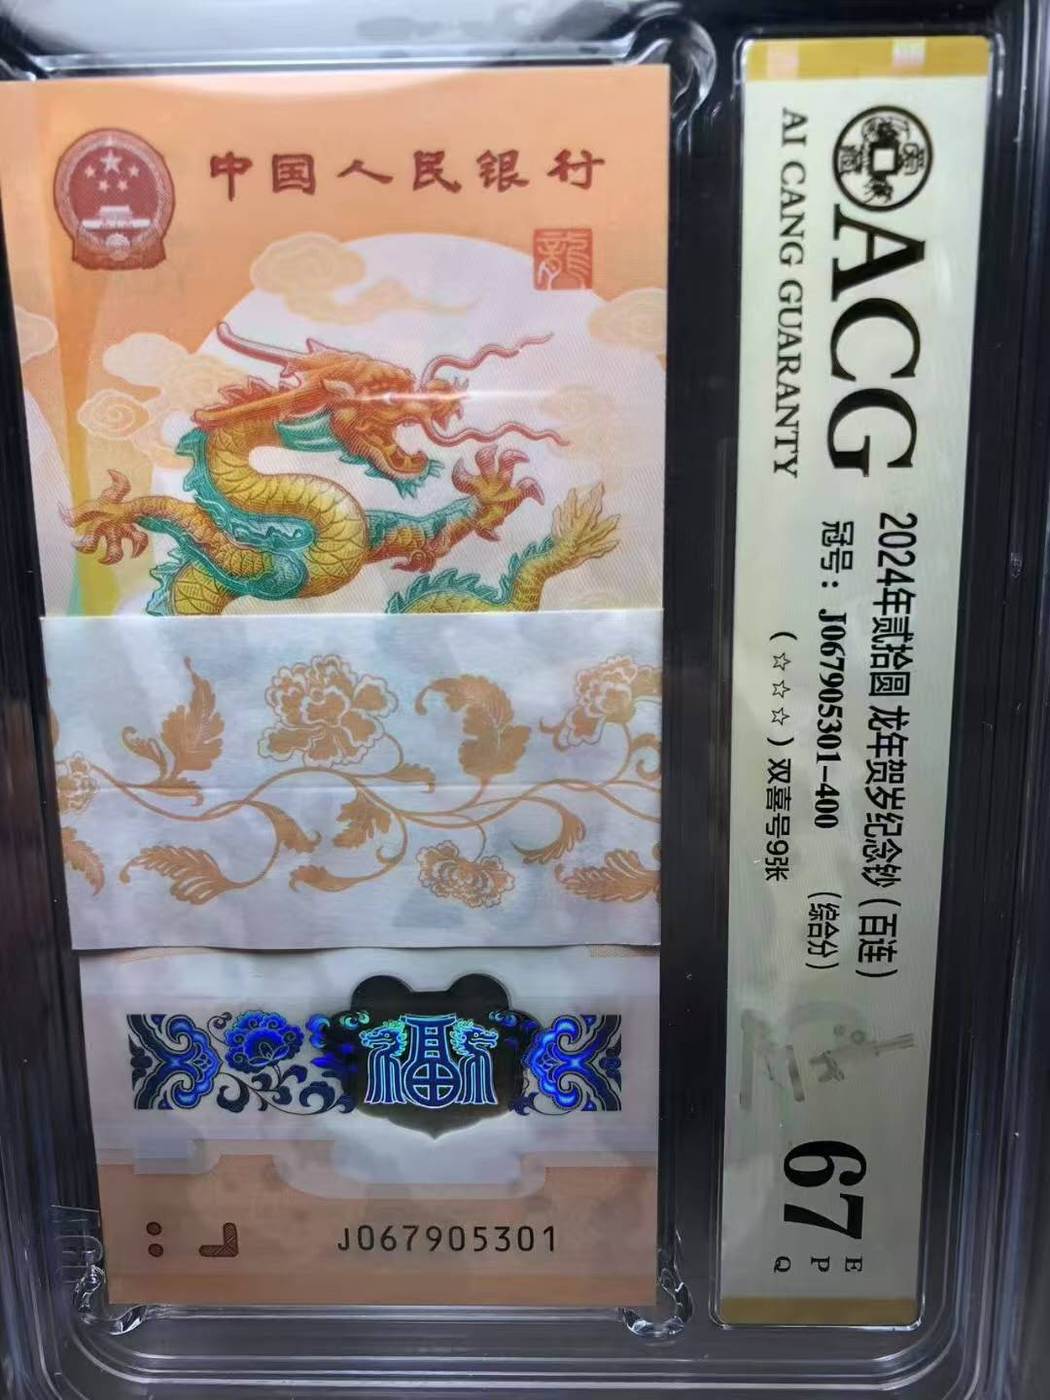 中国人民银行
龍
福
J067905301
ACG
AI CANG GUARANTY
2024年贰拾圆 龙年贺岁纪念钞（百连）
冠号：J067905301-400 （综合分）
（☆☆☆）双喜号9张
67
E
P
Q